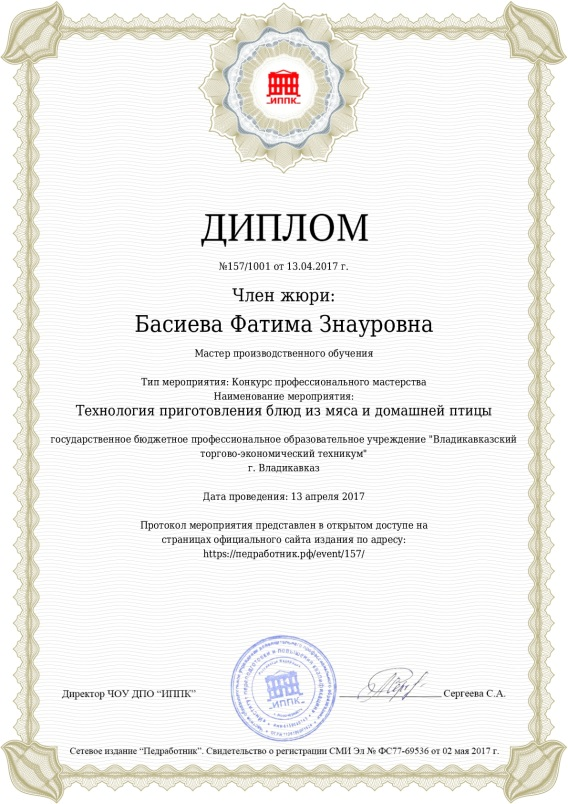 ИППК
ДИПЛОМ
№157/1001 от 13.04.2017 г.
Член жюри:
Басиева Фатима Знауровна
Мастер производственного обучения
Тип мероприятия: Конкурс профессионального мастерства
Наименование мероприятия:
Технология приготовления блюд из мяса и домашней птицы
государственное бюджетное профессиональное образовательное учреждение "Владикавказский
торгово-экономический техникум"
г. Владикавказ
Дата проведения: 13 апреля 2017
Протокол мероприятия представлен в открытом доступе на
страницах официального сайта издания по адресу:
https://педработник.рф/event/157/
ИППК
Директор ЧОУ ДПО “ИППК”
Сергеева С.А.
Сетевое издание “Педработник”. Свидетельство о регистрации СМИ Эл № ФС77-69536 от 02 мая 2017 г.